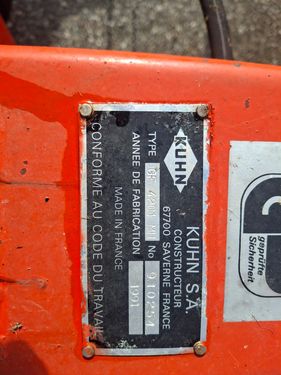 KUHN
KUHN S.A.
CONSTRUCTEUR
67700 SAVERNE FRANCE
TYPE No 910254
ANNEE DE FABRICATION 1991
MADE IN FRANCE
CONFORME AU CODE DU TRAVAIL
geprüfte
Sicherheit